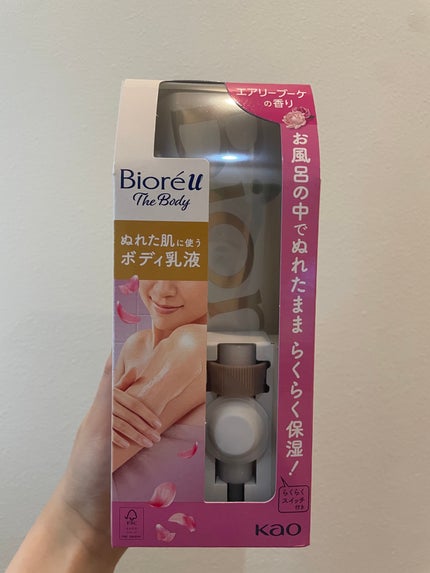 エアリーブーケ
の香り
お風呂の中でぬれたまま らくらく保湿!
Bioré u
The Body
ぬれた肌に使う
ボディ乳液
らくらく
スイッチ
付き
FSC
Kao